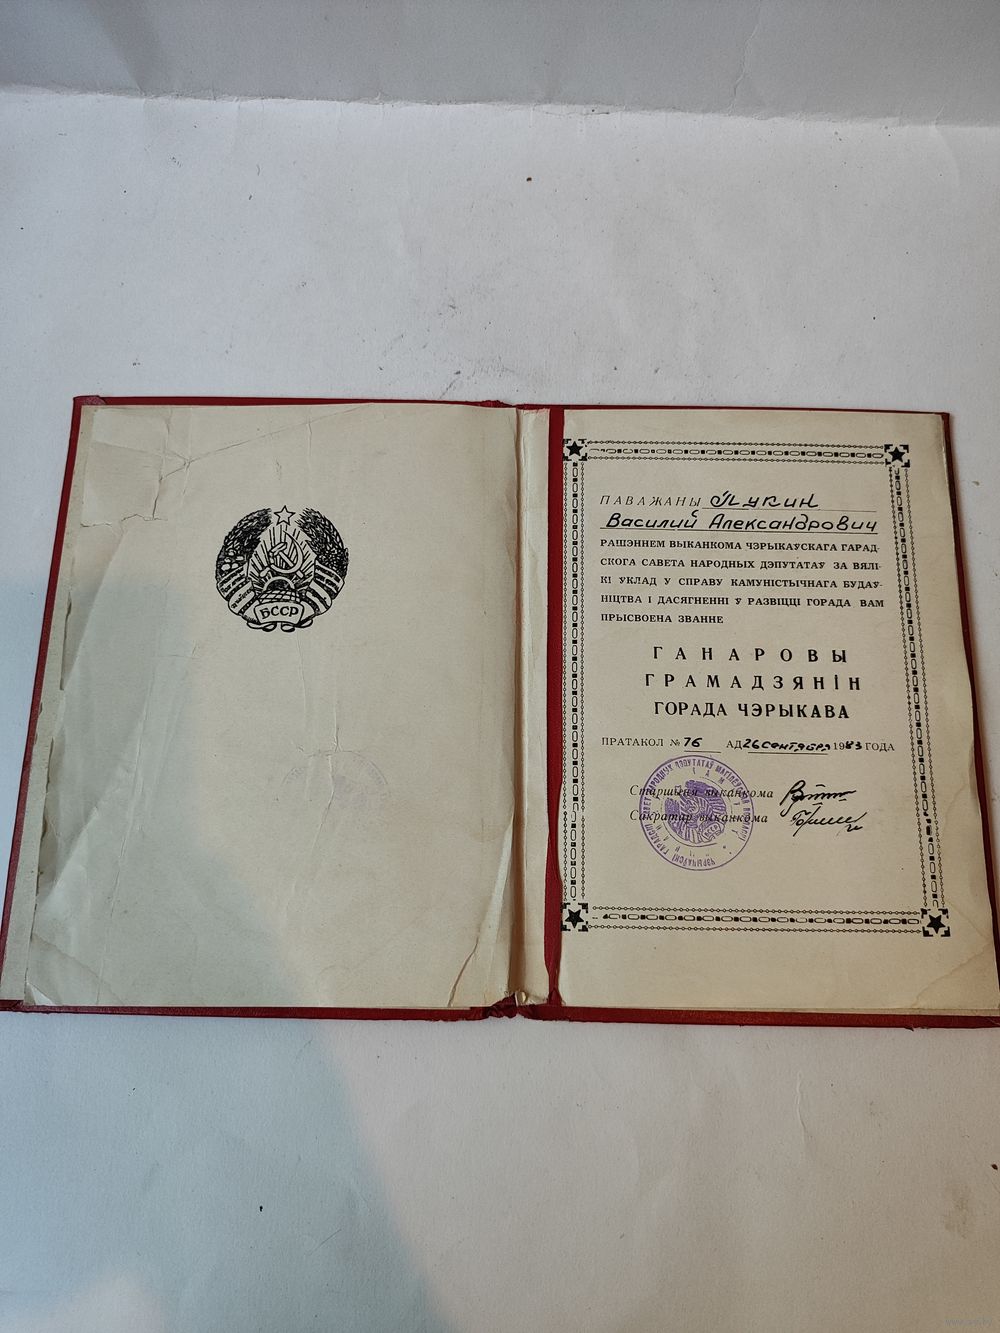 БССР
ПАВАЖАНЫ Пукин
Василий Александрович
РАШЭННЕМ ВЫКАНКОМА ЧЭРЫКАЎСКАГА ГАРАД-
СКОГА САВЕТА НАРОДНЫХ ДЭПУТАТАЎ ЗА ВЯЛІ-
КІ ЎКЛАД У СПРАВУ КАМУНІСТЫЧНАГА БУДАЎ-
НІЦТВА І ДАСЯГНЕННІ Ў РАЗВІЦЦІ ГОРАДА ВАМ
ПРЫСВОЕНА ЗВАННЕ
ГАНАРОВЫ
ГРАМАДЗЯНІН
ГОРАДА ЧЭРЫКАВА
ПРАТАКОЛ № 76 АД 26 сентября 1983 ГОДА
Старшыня выканкома
Сакратар выканкома